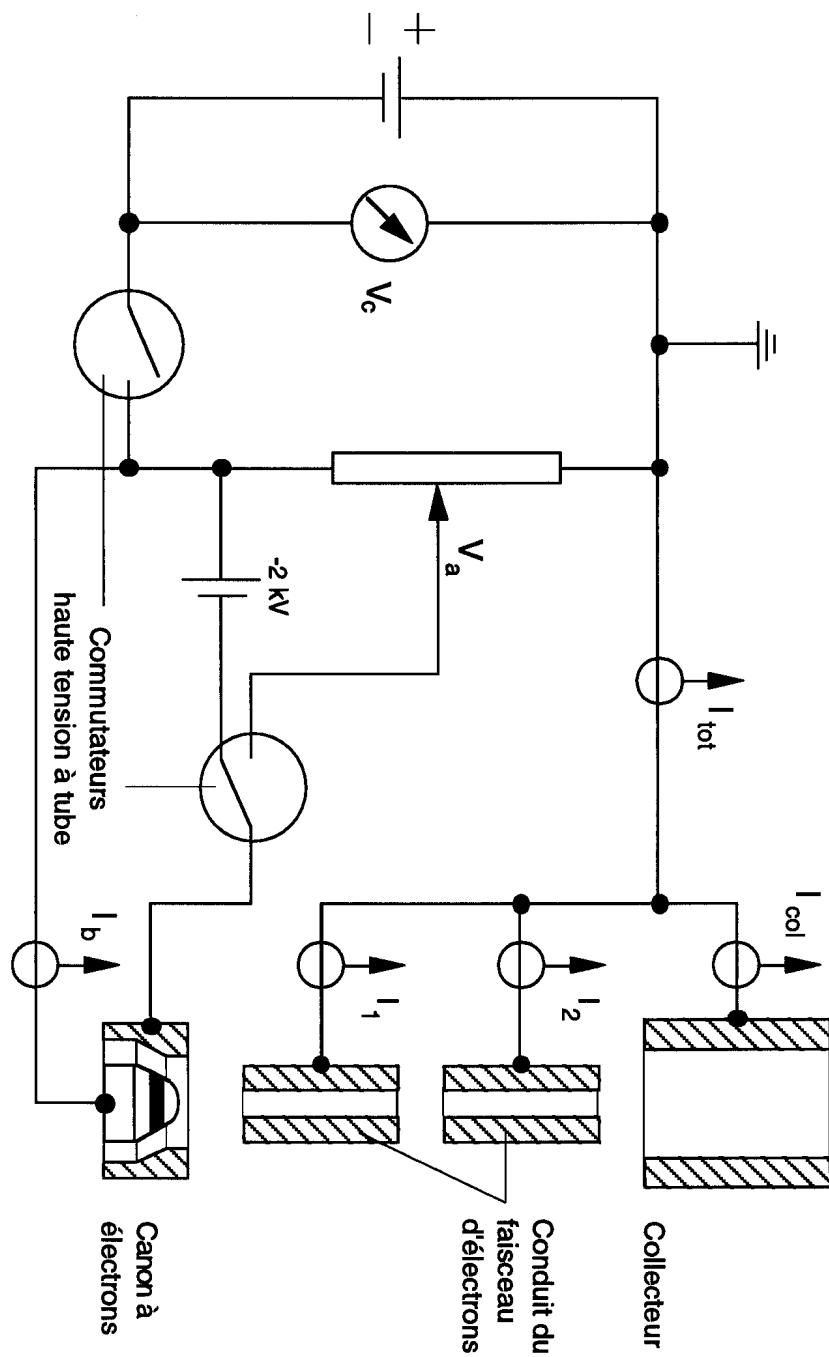 +
−
V_c
V_a
-2 kV
Commutateurs
haute tension à tube
I_tot
I_b
I_1
I_2
I_col
Canon à
électrons
Conduit du
faisceau
d'électrons
Collecteur